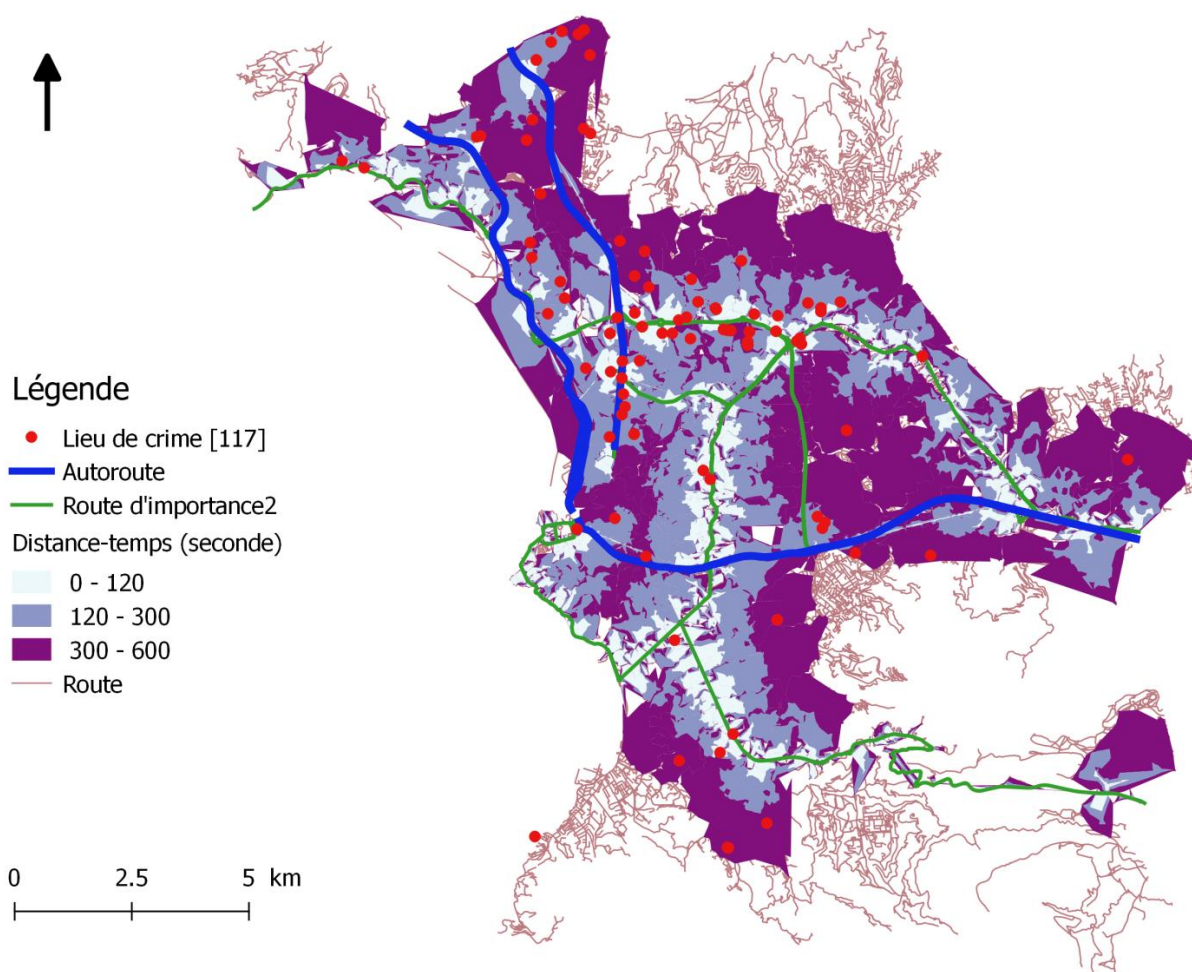 Légende
Lieu de crime [117]
Autoroute
Route d'importance2
Distance-temps (seconde)
0 - 120
120 - 300
300 - 600
Route
0 2.5 5 km